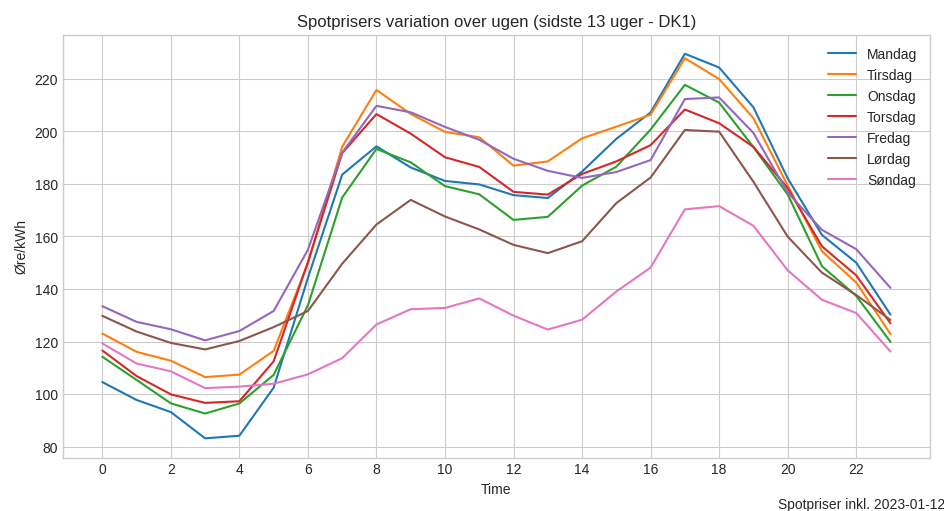 Spotprisers variation over ugen (sidste 13 uger - DK1)
Mandag
Tirsdag
Onsdag
Torsdag
Fredag
Lørdag
Søndag
Øre/kWh
220
200
180
160
140
120
100
80
0 2 4 6 8 10 12 14 16 18 20 22
Time
Spotpriser inkl. 2023-01-12